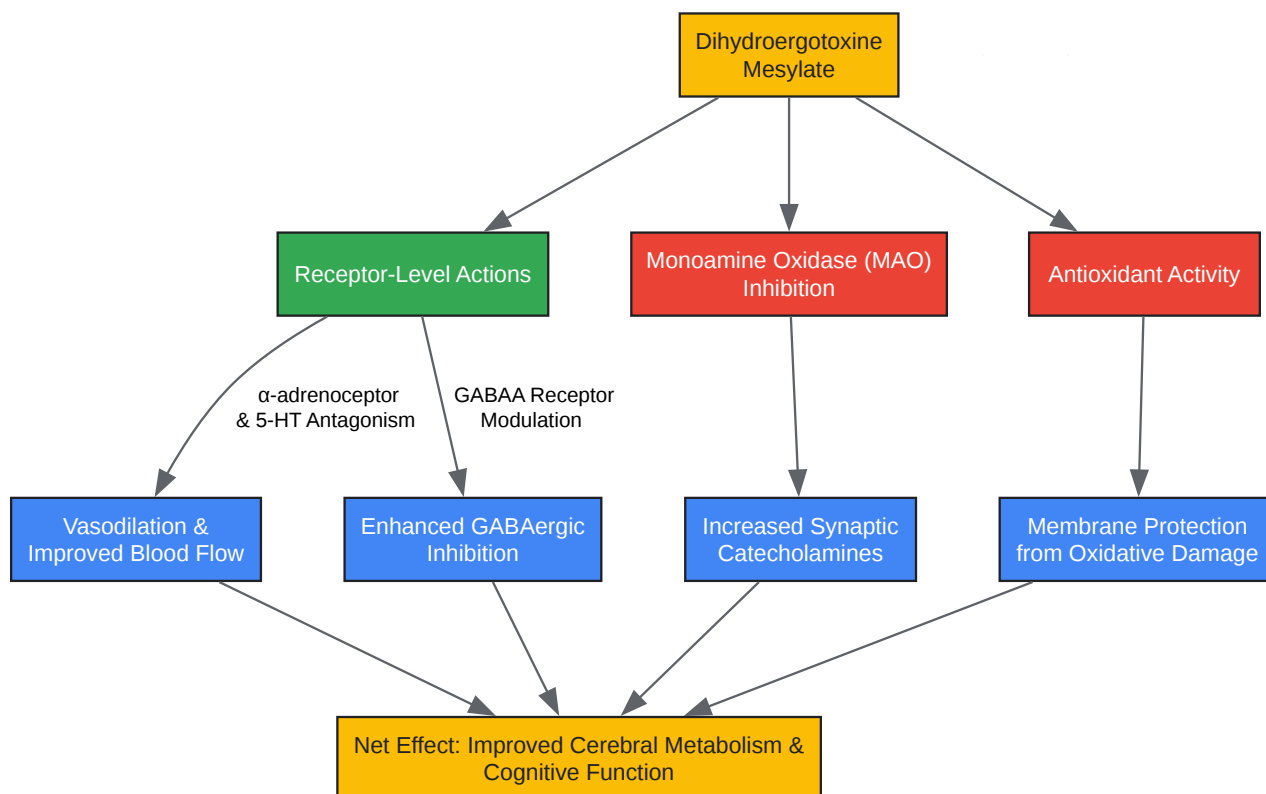 Dihydroergotoxine
Mesylate
Receptor-Level Actions
Monoamine Oxidase (MAO)
Inhibition
Antioxidant Activity
α-adrenoceptor
& 5-HT Antagonism
GABAA Receptor
Modulation
Vasodilation &
Improved Blood Flow
Enhanced GABAergic
Inhibition
Increased Synaptic
Catecholamines
Membrane Protection
from Oxidative Damage
Net Effect: Improved Cerebral Metabolism &
Cognitive Function